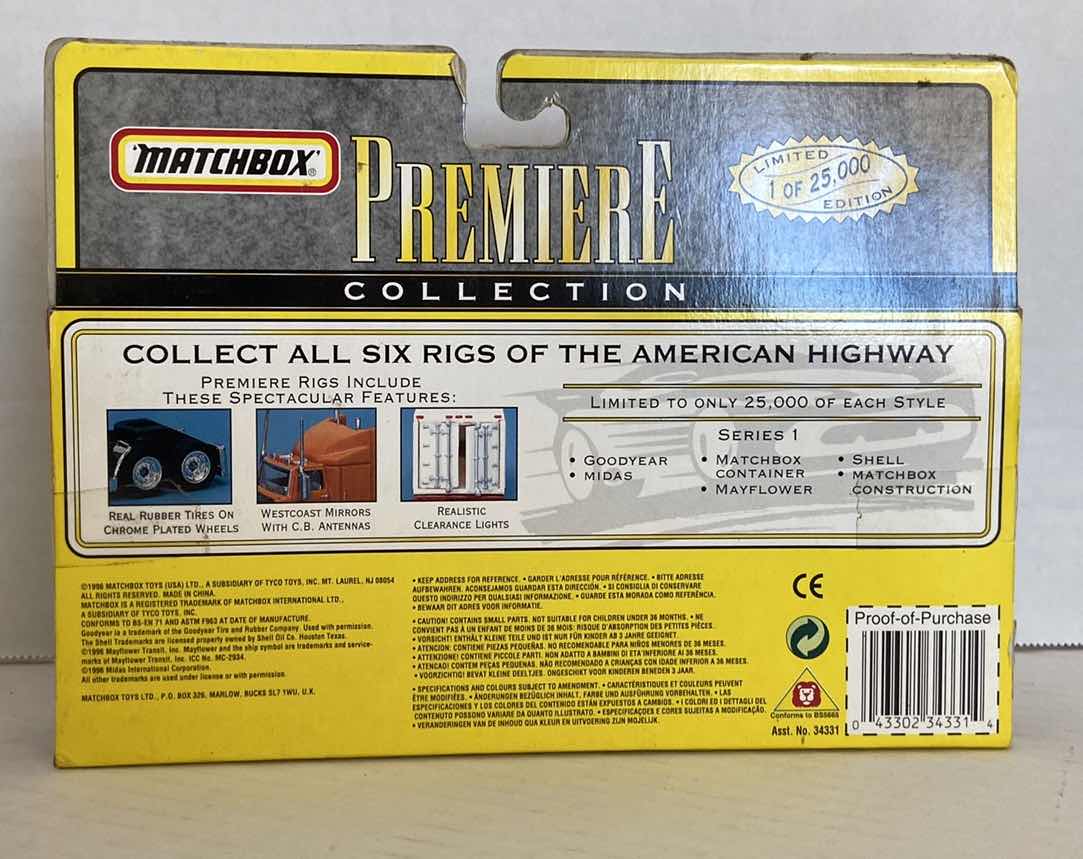 MATCHBOX®
PREMIERE
COLLECTION
LIMITED
1 OF 25,000
EDITION
COLLECT ALL SIX RIGS OF THE AMERICAN HIGHWAY
PREMIERE RIGS INCLUDE
THESE SPECTACULAR FEATURES:
REAL RUBBER TIRES ON
CHROME PLATED WHEELS
WESTCOAST MIRRORS
WITH C.B. ANTENNAS
REALISTIC
CLEARANCE LIGHTS
LIMITED TO ONLY 25,000 OF EACH STYLE
SERIES 1
• GOODYEAR
• MIDAS
• MATCHBOX
CONTAINER
• MAYFLOWER
• SHELL
• MATCHBOX
CONSTRUCTION
©1996 MATCHBOX TOYS (USA) LTD., A SUBSIDIARY OF TYCO TOYS, INC. MT. LAUREL, NJ 08054
ALL RIGHTS RESERVED. MADE IN CHINA.
MATCHBOX IS A REGISTERED TRADEMARK OF MATCHBOX INTERNATIONAL LTD.,
A SUBSIDIARY OF TYCO TOYS, INC.
CONFORMS TO BS-EN 71 AND ASTM F963 AT DATE OF MANUFACTURE.
Goodyear is a trademark of the Goodyear Tire and Rubber Company. Used with permission.
The Shell Trademarks are licensed property owned by Shell Oil Co. Houston Texas.
©1996 Mayflower Transit, Inc. Mayflower and the ship symbol are trademarks and service-
marks of Mayflower Transit, Inc. ICC No. MC-2934.
©1996 Midas International Corporation.
All other trademarks are used under license or with permission.
MATCHBOX TOYS LTD., P.O. BOX 326, MARLOW, BUCKS SL7 1WU, U.K.
• KEEP ADDRESS FOR REFERENCE. • GARDER L'ADRESSE POUR RÉFÉRENCE. • BITTE ADRESSE
AUFBEWAHREN. ACONSEJAMOS GUARDAR ESTA DIRECCIÓN. • SI CONSIGLIA DI CONSERVARE
QUESTO INDIRIZZO PER QUALSIASI INFORMAZIONE. • GUARDE ESTA MORADA COMO REFERÊNCIA.
• BEWAAR DIT ADRES VOOR INFORMATIE.
• CAUTION! CONTAINS SMALL PARTS. NOT SUITABLE FOR CHILDREN UNDER 36 MONTHS. • NE
CONVIENT PAS À UN ENFANT DE MOINS DE 36 MOIS: RISQUE D'ABSORPTION DES PETITES PIÈCES.
• VORSICHT! ENTHÄLT KLEINE TEILE UND IST NUR FÜR KINDER AB 3 JAHRE GEEIGNET.
• ATENCION: CONTIENE PIEZAS PEQUEÑAS. NO RECOMENDABLE PARA NIÑOS MENORES DE 36 MESES.
• ATTENZIONE! CONTIENE PICCOLE PARTI. NON ADATTO A BAMBINI DI ETA INFERIORE AI 36 MESES.
• ATENCAO! CONTEM PEÇAS PEQUENAS. NÃO RECOMENDADO A CRIANÇAS CON IDADE INFERIOR A 36 MESES.
• VOORZICHTIG! BEVAT KLEINE DEELTJES. ONGESCHIKT VOOR KINDEREN BENEDEN 3 JAAR.
• SPECIFICATIONS AND COLOURS SUBJECT TO AMENDMENT. • CARACTÉRISTIQUES ET COULEURS PEUVENT
ÊTRE MODIFIÉES. • ÄNDERUNGEN BEZÜGLICH INHALT, FARBE UND AUSFÜHRUNG VORBEHALTEN. • LAS
ESPECIFICACIONES Y LOS COLORES DEL CONTENIDO ESTÁN EXPUESTOS A CAMBIOS. • I COLORI ED I DETTAGLI DEL
CONTENUTO POSSONO VARIARE DA QUANTO ILLUSTRATO. • ESPECIFICAÇOES E CORES SUJEITAS A MODIFICAÇÃO.
• VERANDERINGEN VAN DE INHOUD QUA KLEUR EN UITVOERING ZIJN MOJELIJK.
CE
Conforms to BS5665
Asst. No. 34331
Proof-of-Purchase
0 43302 34331 4